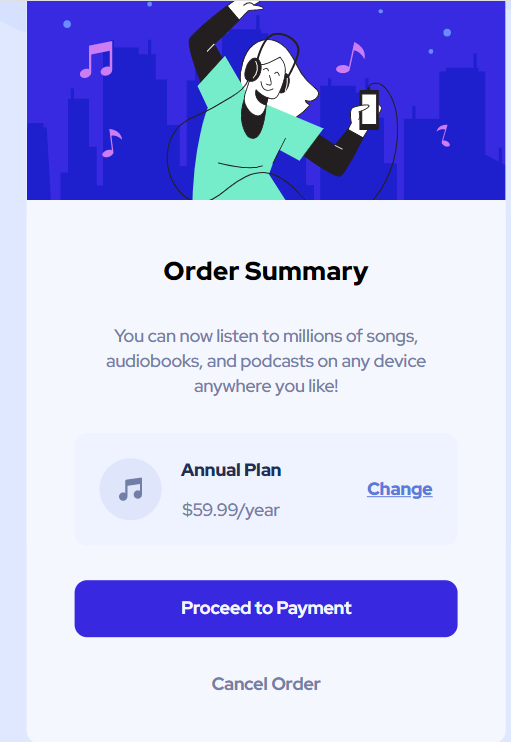 Order Summary
You can now listen to millions of songs,
audiobooks, and podcasts on any device
anywhere you like!
Annual Plan
$59.99/year
Change
Proceed to Payment
Cancel Order